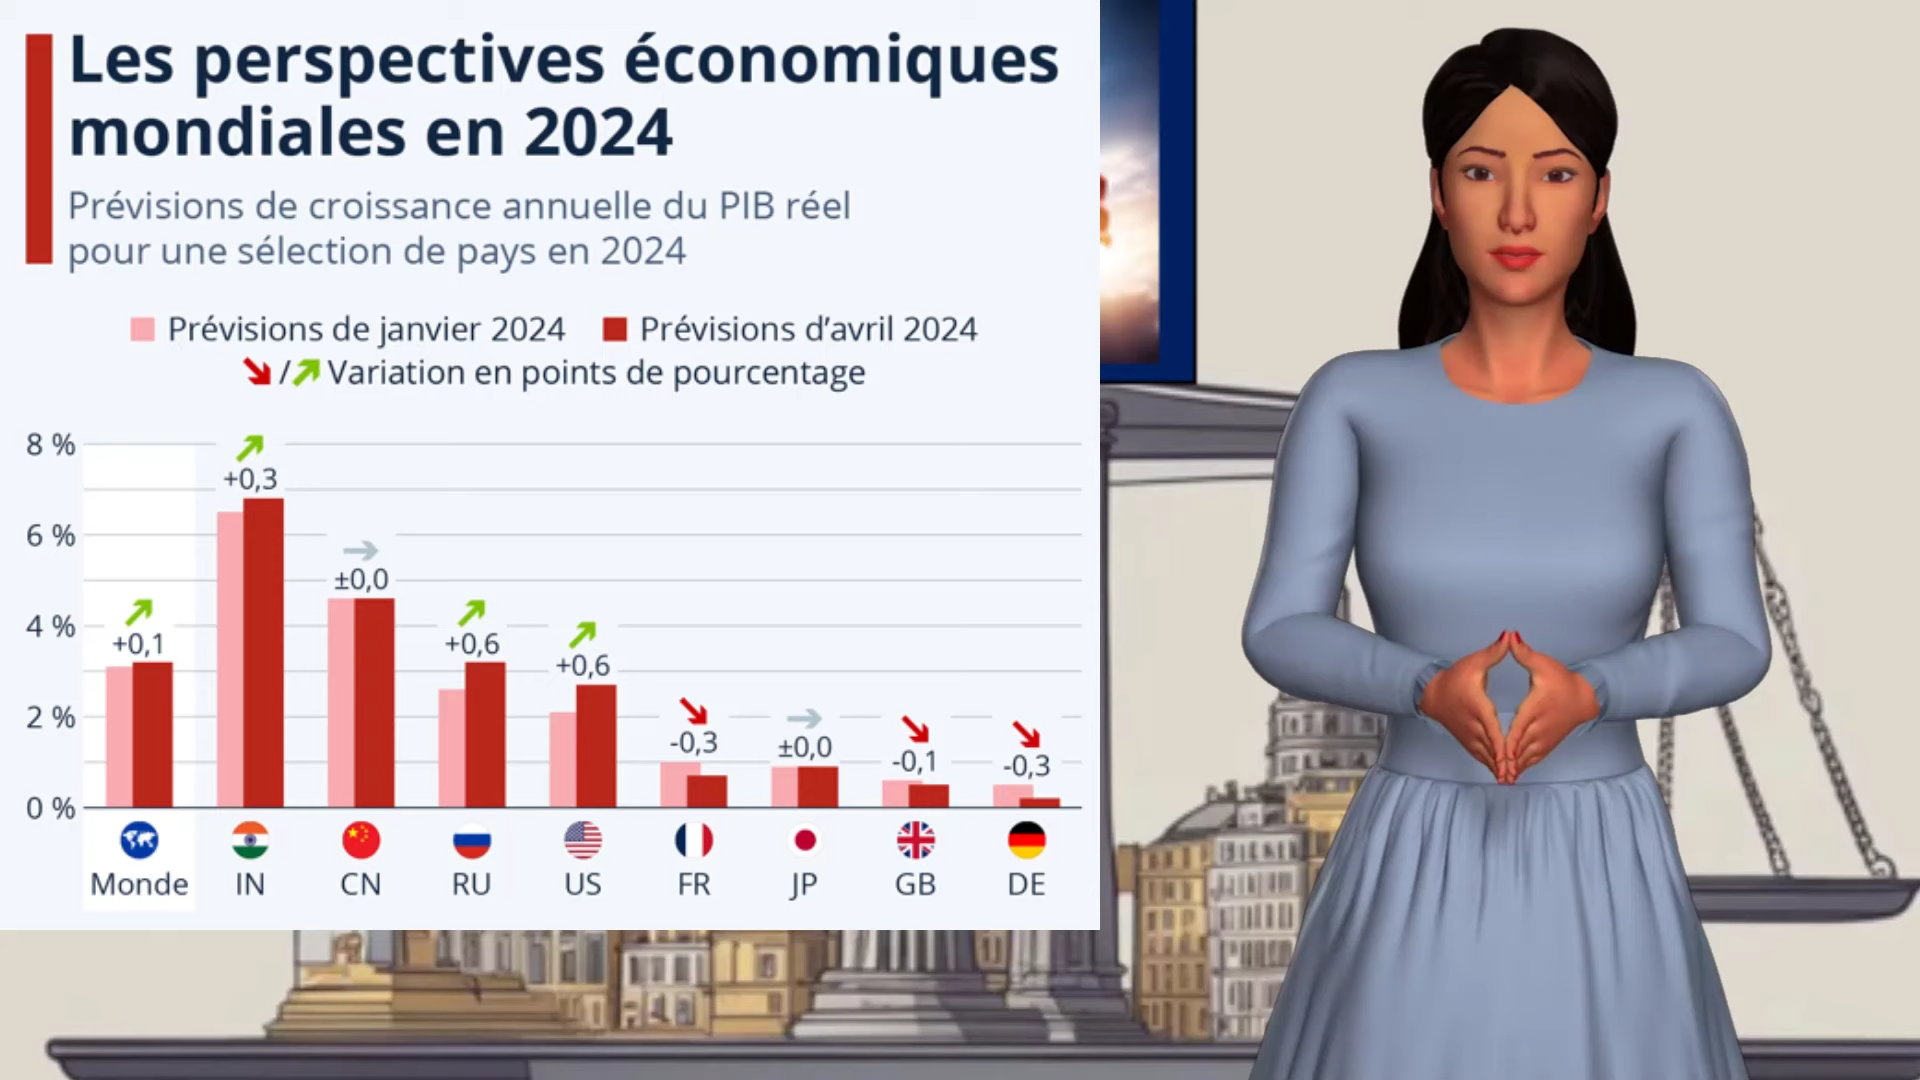 Les perspectives économiques
mondiales en 2024
Prévisions de croissance annuelle du PIB réel
pour une sélection de pays en 2024
Prévisions de janvier 2024 Prévisions d’avril 2024
/ Variation en points de pourcentage
8 %
6 %
4 %
2 %
0 %
+0,1
+0,3
±0,0
+0,6
+0,6
-0,3
±0,0
-0,1
-0,3
Monde IN CN RU US FR JP GB DE